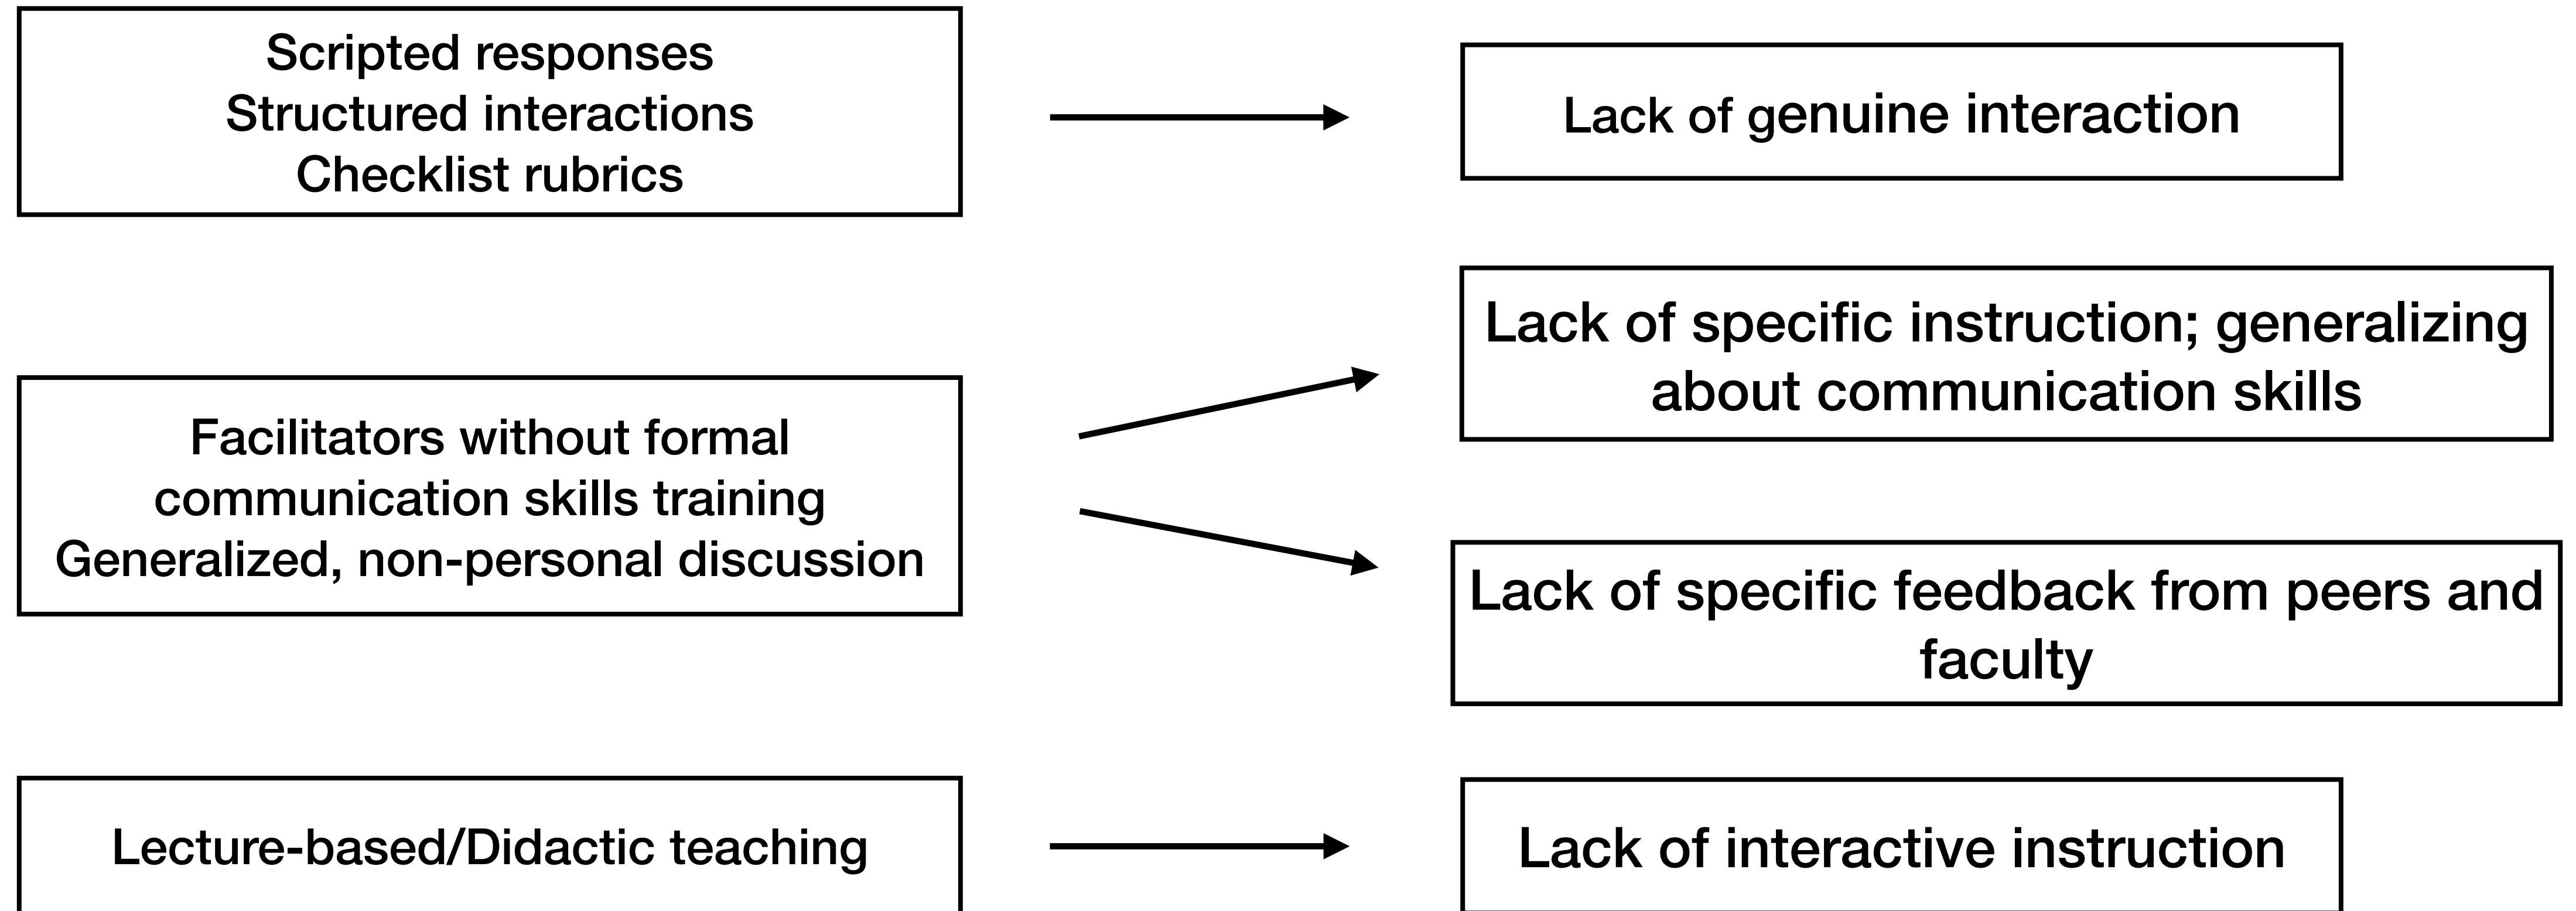 Scripted responses
Structured interactions
Checklist rubrics
Lack of genuine interaction
Facilitators without formal
communication skills training
Generalized, non-personal discussion
Lack of specific instruction; generalizing
about communication skills
Lack of specific feedback from peers and
faculty
Lecture-based/Didactic teaching
Lack of interactive instruction